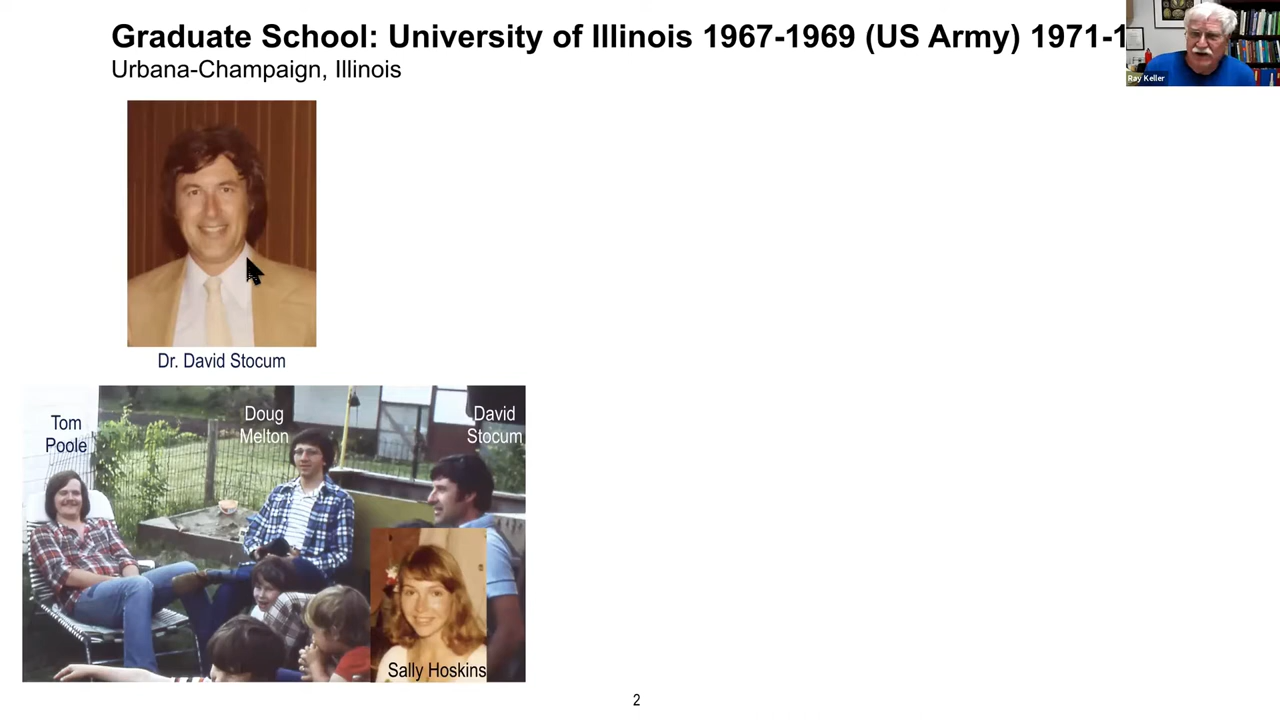 Graduate School: University of Illinois 1967-1969 (US Army) 1971-1
Urbana-Champaign, Illinois
Ray Keller
Dr. David Stocum
Tom
Poole
Doug
Melton
David
Stocum
Sally Hoskins
2